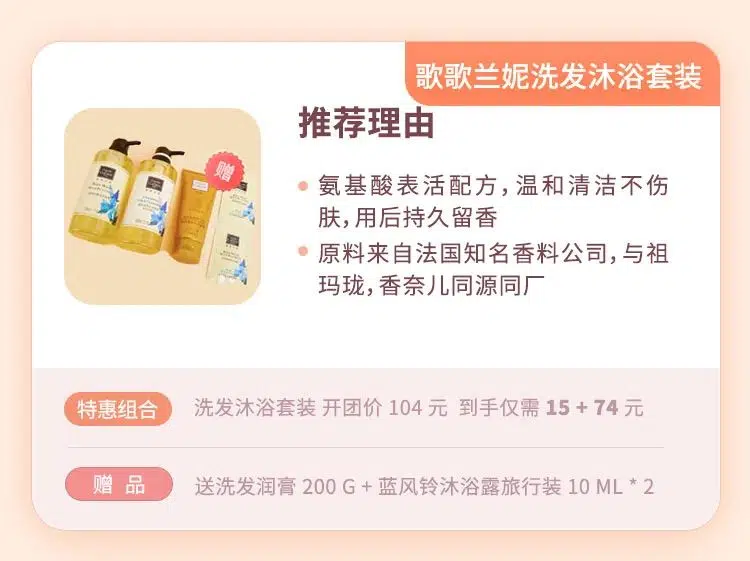 歌歌兰妮洗发沐浴套装
推荐理由
氨基酸表活配方，温和清洁不伤
肤，用后持久留香
原料来自法国知名香料公司，与祖
玛珑，香奈儿同源同厂
赠
特惠组合 洗发沐浴套装 开团价 104 元 到手仅需 15 + 74 元
赠 品 送洗发润膏 200 G + 蓝风铃沐浴露旅行装 10 ML * 2